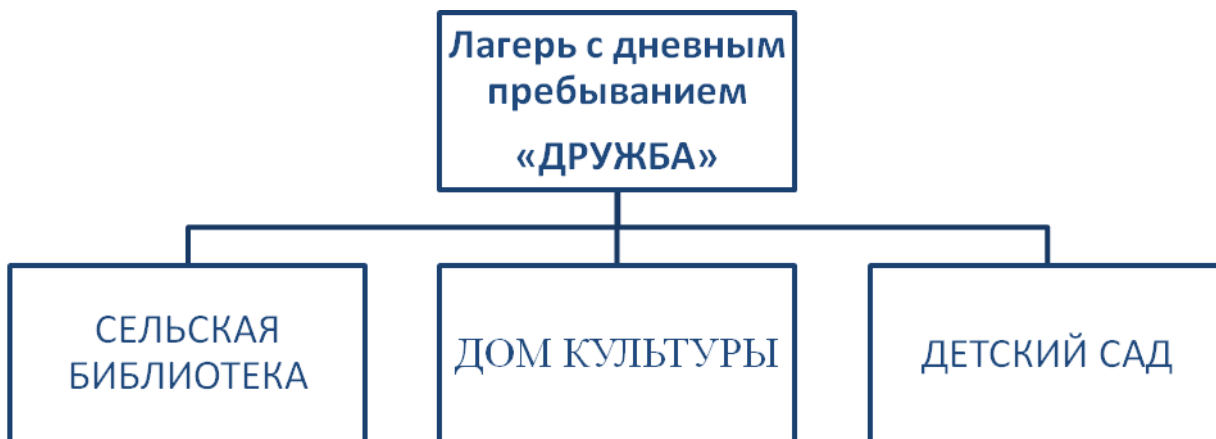 Лагерь с дневным
пребыванием
«ДРУЖБА»
СЕЛЬСКАЯ
БИБЛИОТЕКА
ДОМ КУЛЬТУРЫ
ДЕТСКИЙ САД